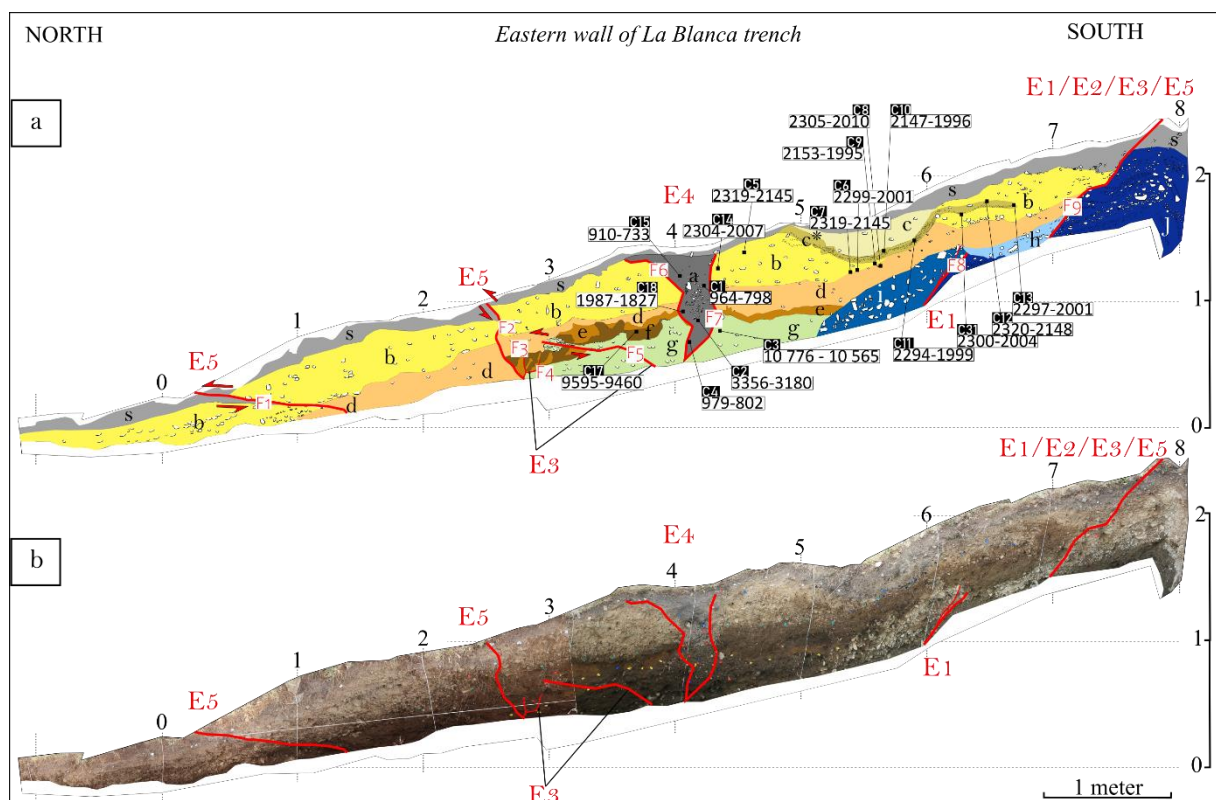 NORTH
Eastern wall of La Blanca trench
SOUTH
a
E1/E2/E3/E5
8
7
6
5
4
3
2
1
0
2
1
0
C8
2305-2010
C10
2147-1996
C9
2153-1995
C6
2299-2001
C5
2319-2145
C7
2319-2145
E4
C15
910-733
C14
2304-2007
C18
1987-1827
C1
964-798
C3
10 776 - 10 565
C2
3356-3180
C4
979-802
C17
9595-9460
C13
2297-2001
C12
2320-2148
C31
2300-2004
C11
2294-1999
E5
E5
E3
E1
F1
F2
F3
F4
F5
F6
F7
F8
F9
s
s
s
s
s
b
b
b
b
b
c
*
c
a
d
d
d
d
e
e
f
g
g
h
i
J
b
E1/E2/E3/E5
8
7
6
5
4
3
2
1
0
2
1
0
E4
E5
E5
E3
E1
1 meter